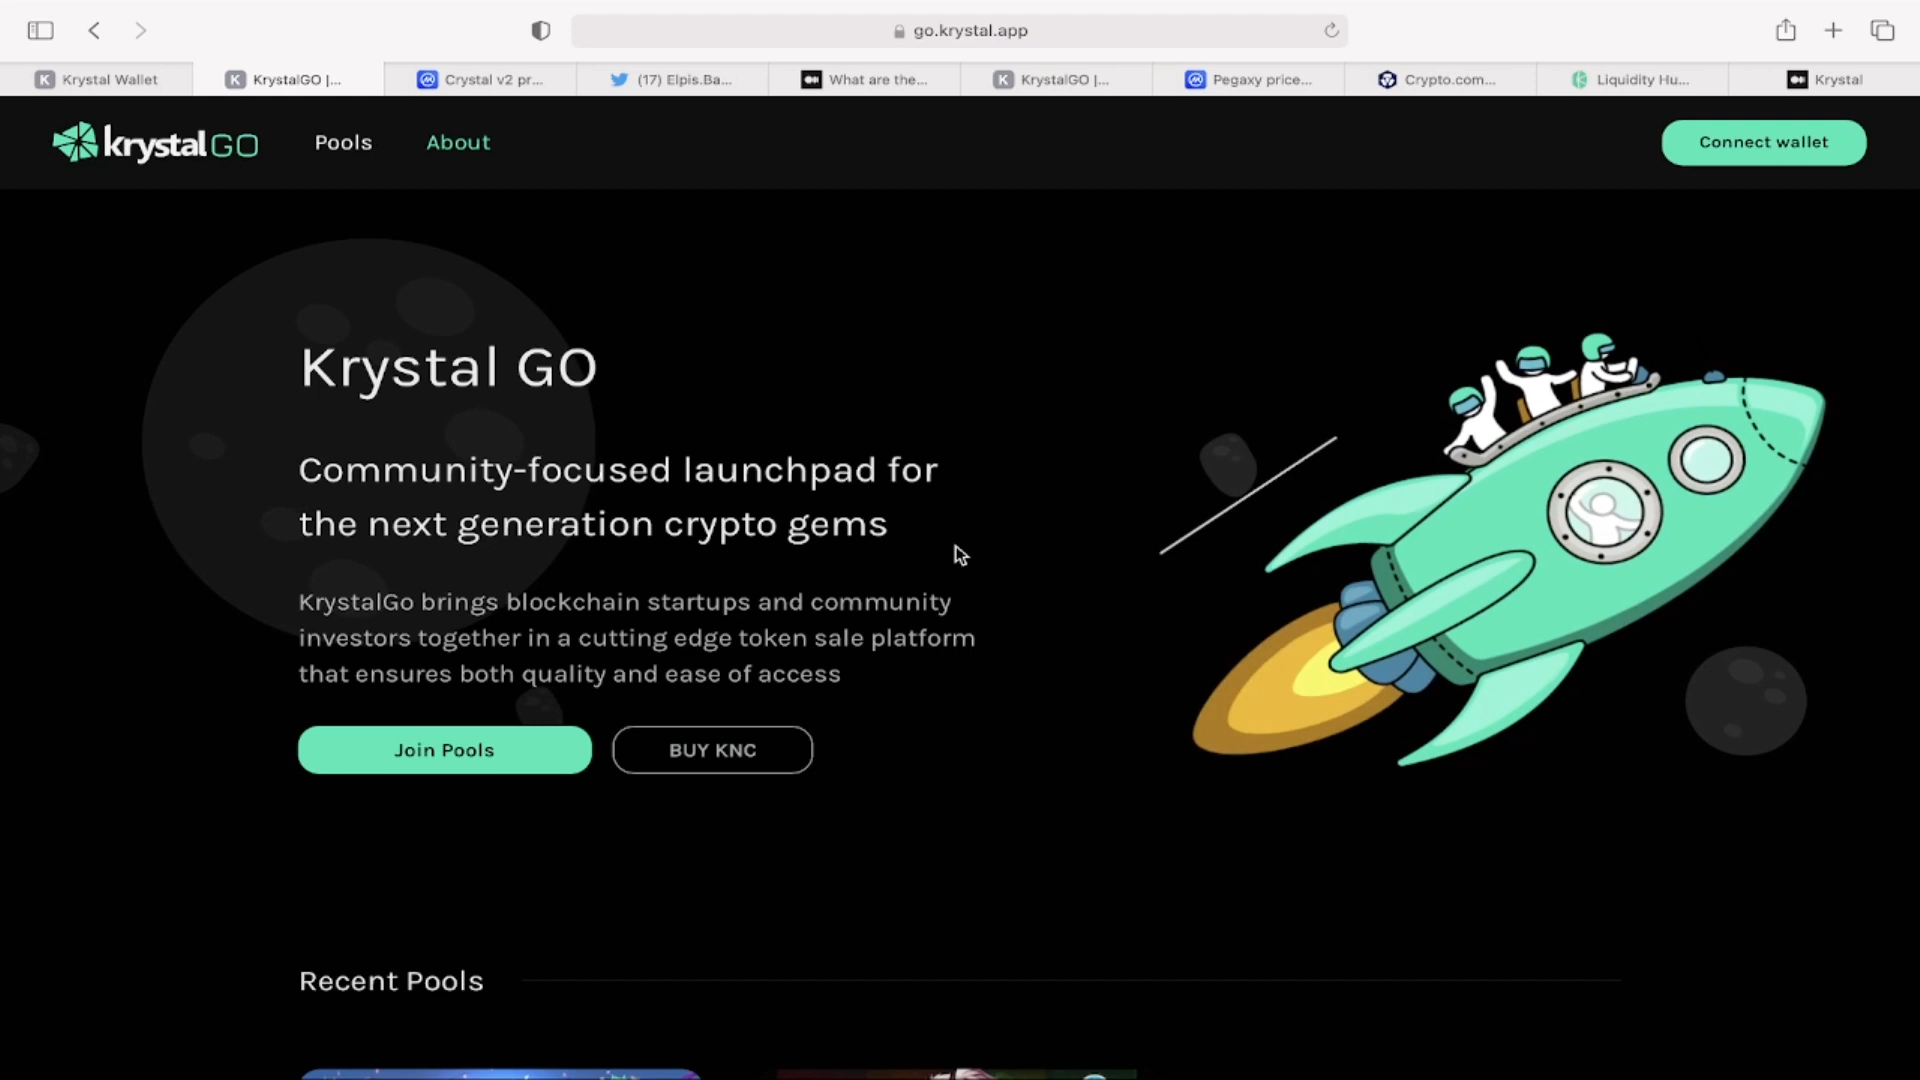 go.krystal.app
Krystal Wallet
KrystalGO |...
Crystal v2 pr...
(17) Elpis.Ba...
What are the...
KrystalGO |...
Pegaxy price...
Crypto.com...
Liquidity Hu...
Krystal
krystal GO
Pools
About
Connect wallet
Krystal GO
Community-focused launchpad for
the next generation crypto gems
KrystalGo brings blockchain startups and community
investors together in a cutting edge token sale platform
that ensures both quality and ease of access
Join Pools
BUY KNC
Recent Pools